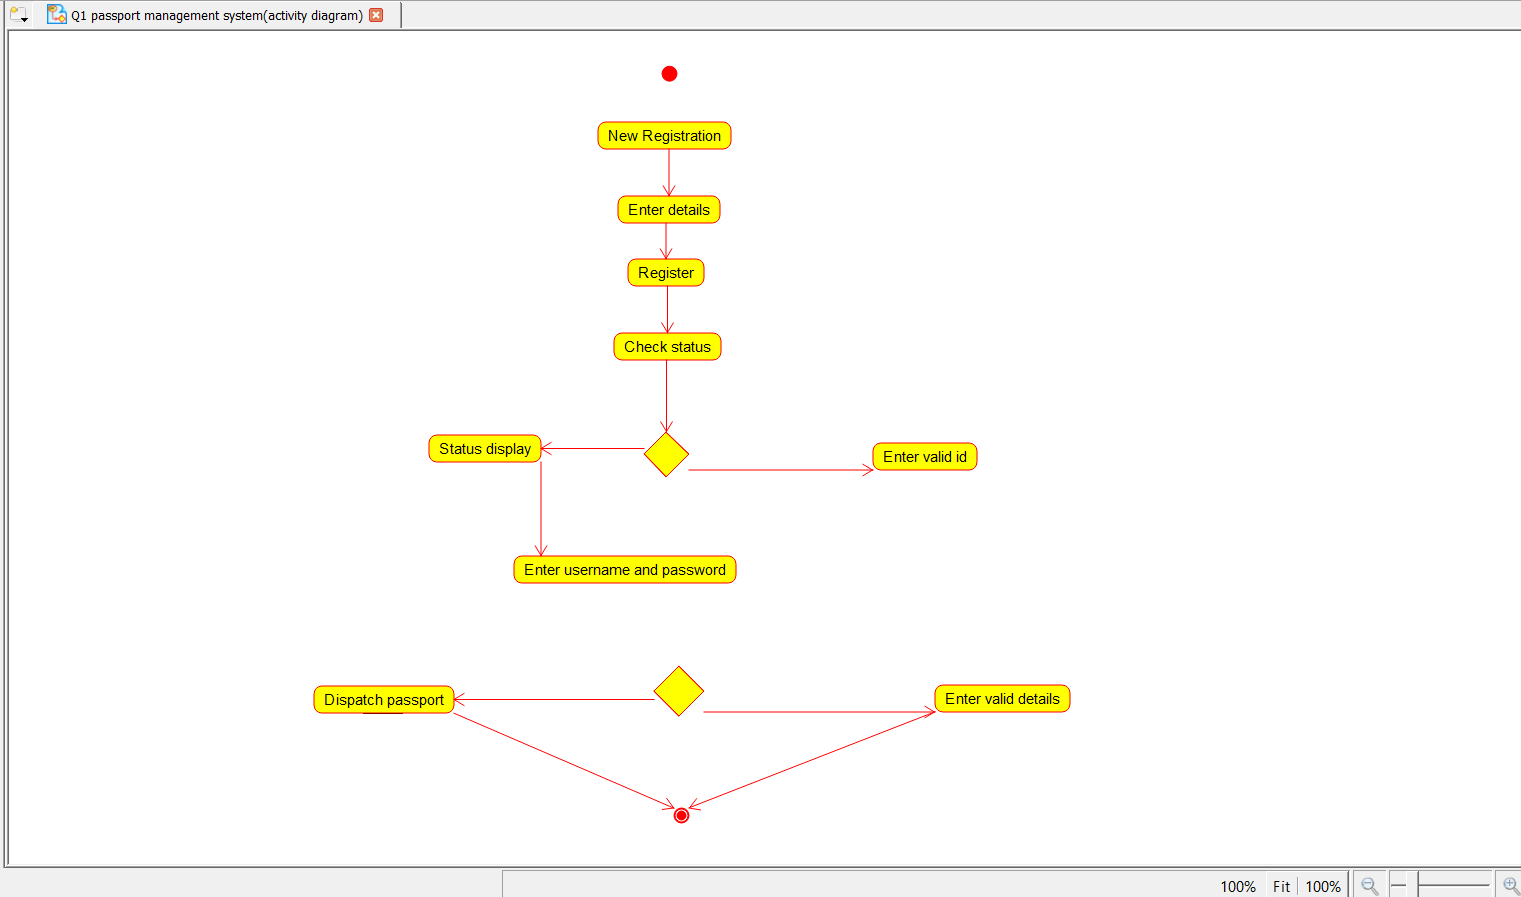 Q1 passport management system(activity diagram)
New Registration
Enter details
Register
Check status
Status display
Enter valid id
Enter username and password
Dispatch passport
Enter valid details
100%
Fit
100%